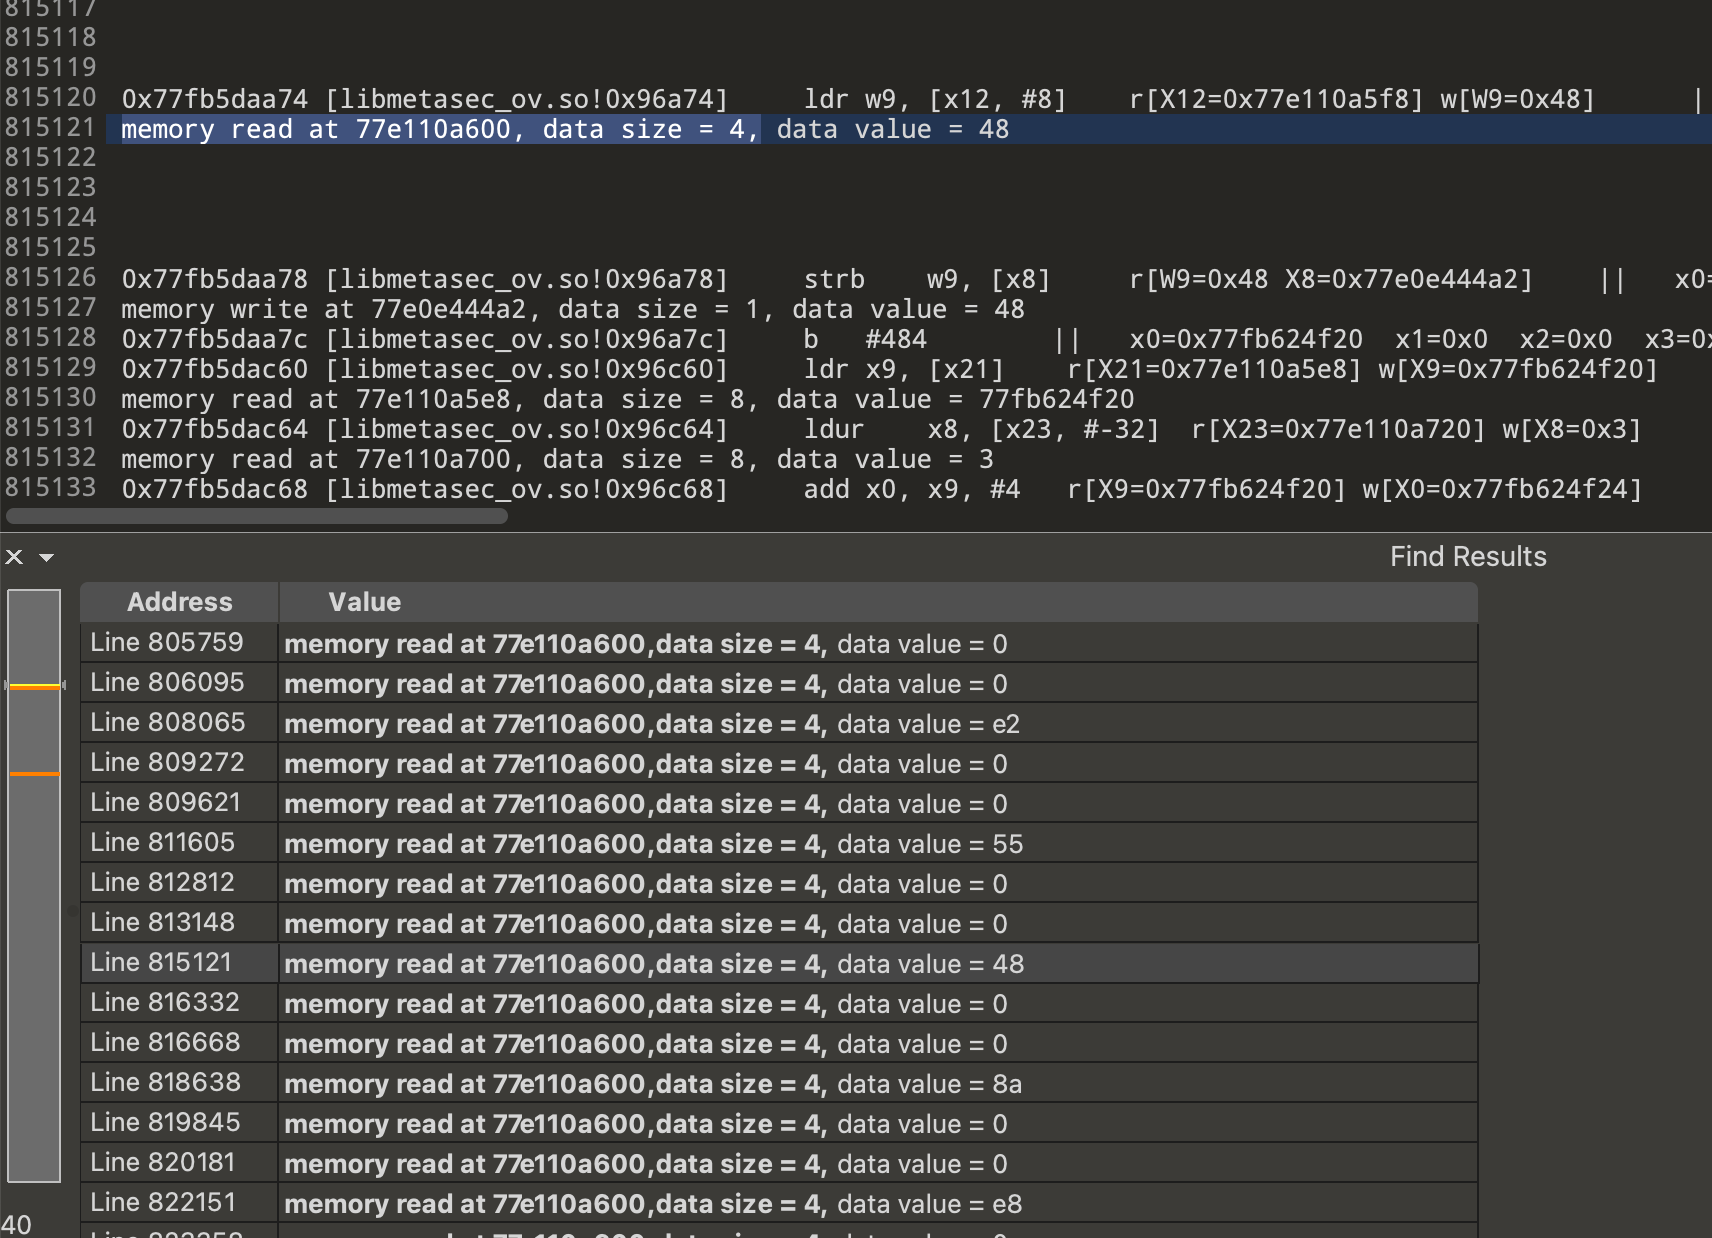 815117
815118
815119
815120 0x77fb5daa74 [libmetasec_ov.so!0x96a74] ldr w9, [x12, #8] r[X12=0x77e110a5f8] w[W9=0x48] |
815121 memory read at 77e110a600, data size = 4, data value = 48
815122
815123
815124
815125
815126 0x77fb5daa78 [libmetasec_ov.so!0x96a78] strb w9, [x8] r[W9=0x48 X8=0x77e0e444a2] || x0=
815127 memory write at 77e0e444a2, data size = 1, data value = 48
815128 0x77fb5daa7c [libmetasec_ov.so!0x96a7c] b #484 || x0=0x77fb624f20 x1=0x0 x2=0x0 x3=0x
815129 0x77fb5dac60 [libmetasec_ov.so!0x96c60] ldr x9, [x21] r[X21=0x77e110a5e8] w[X9=0x77fb624f20]
815130 memory read at 77e110a5e8, data size = 8, data value = 77fb624f20
815131 0x77fb5dac64 [libmetasec_ov.so!0x96c64] ldur x8, [x23, #-32] r[X23=0x77e110a720] w[X8=0x3]
815132 memory read at 77e110a700, data size = 8, data value = 3
815133 0x77fb5dac68 [libmetasec_ov.so!0x96c68] add x0, x9, #4 r[X9=0x77fb624f20] w[X0=0x77fb624f24]
Find Results
Address Value
Line 805759 memory read at 77e110a600,data size = 4, data value = 0
Line 806095 memory read at 77e110a600,data size = 4, data value = 0
Line 808065 memory read at 77e110a600,data size = 4, data value = e2
Line 809272 memory read at 77e110a600,data size = 4, data value = 0
Line 809621 memory read at 77e110a600,data size = 4, data value = 0
Line 811605 memory read at 77e110a600,data size = 4, data value = 55
Line 812812 memory read at 77e110a600,data size = 4, data value = 0
Line 813148 memory read at 77e110a600,data size = 4, data value = 0
Line 815121 memory read at 77e110a600,data size = 4, data value = 48
Line 816332 memory read at 77e110a600,data size = 4, data value = 0
Line 816668 memory read at 77e110a600,data size = 4, data value = 0
Line 818638 memory read at 77e110a600,data size = 4, data value = 8a
Line 819845 memory read at 77e110a600,data size = 4, data value = 0
Line 820181 memory read at 77e110a600,data size = 4, data value = 0
Line 822151 memory read at 77e110a600,data size = 4, data value = e8
40